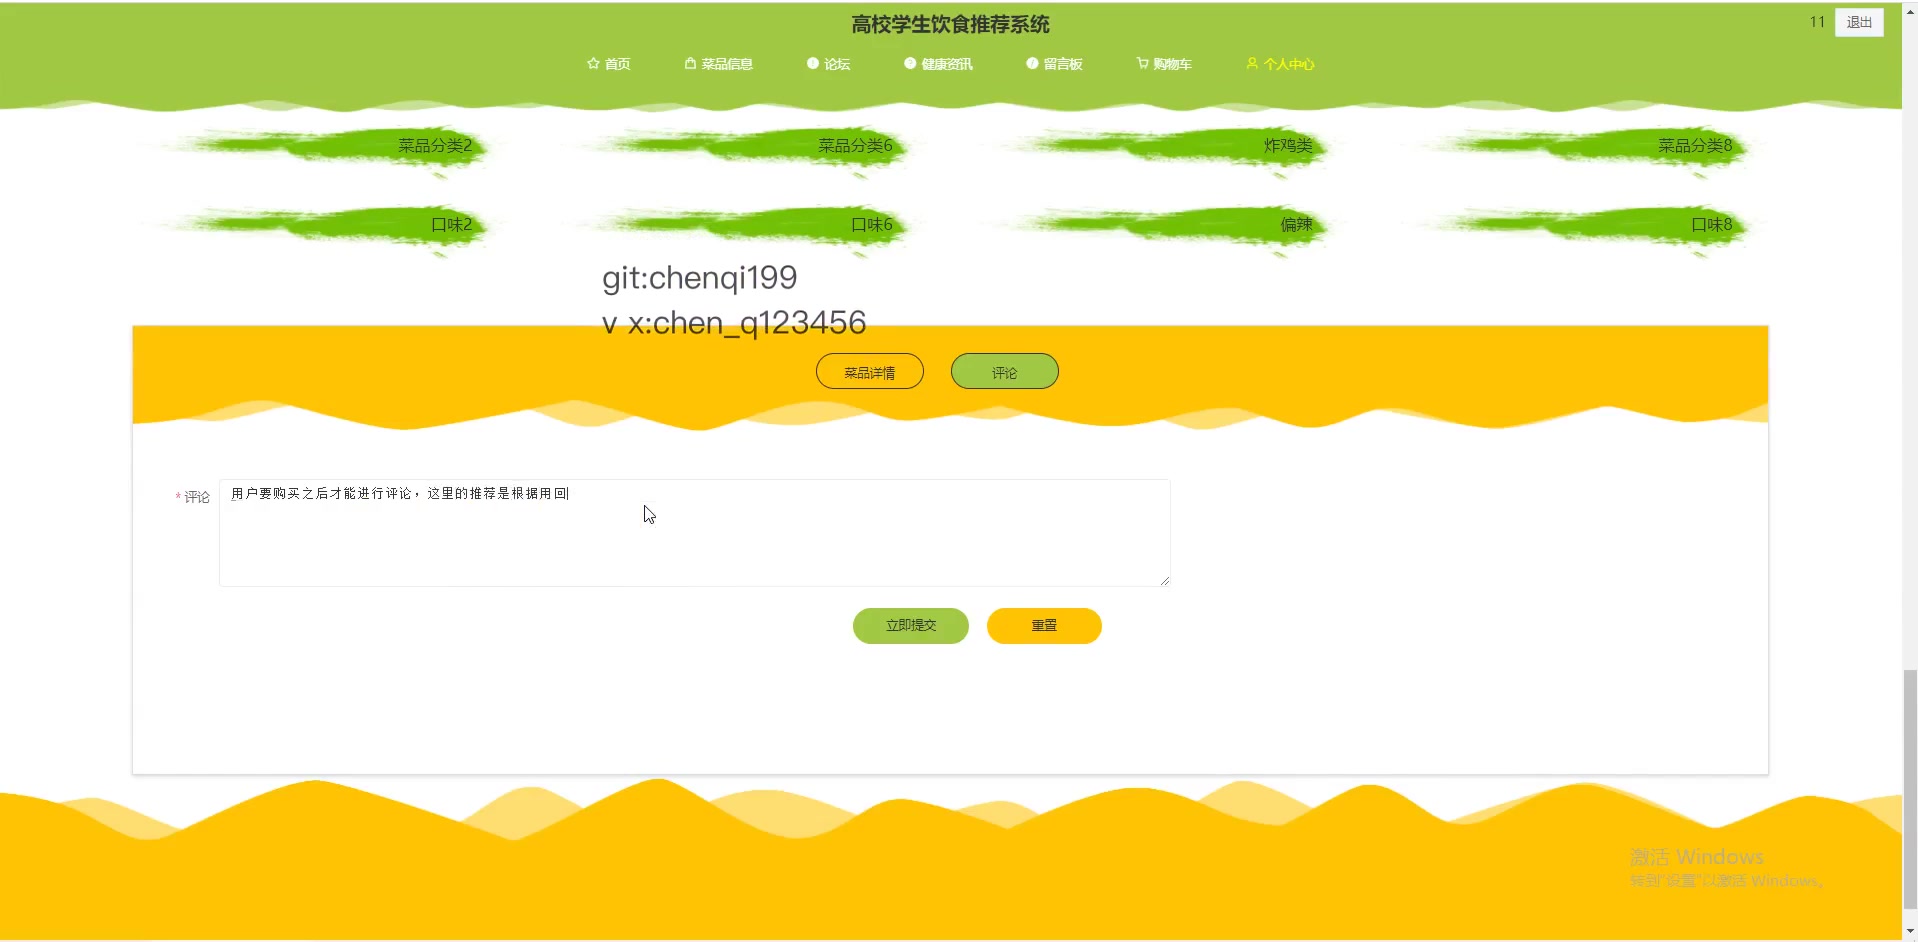 高校学生饮食推荐系统
11 退出
首页 菜品信息 论坛 健康资讯 留言板 购物车 个人中心
菜品分类2 菜品分类6 炸鸡类 菜品分类8
口味2 口味6 偏辣 口味8
git:chenqi199
v x:chen_q123456
菜品详情 评论
* 评论 用户要购买之后才能进行评论，这里的推荐是根据用回
立即提交 重置
激活 Windows
转到"设置"以激活 Windows。